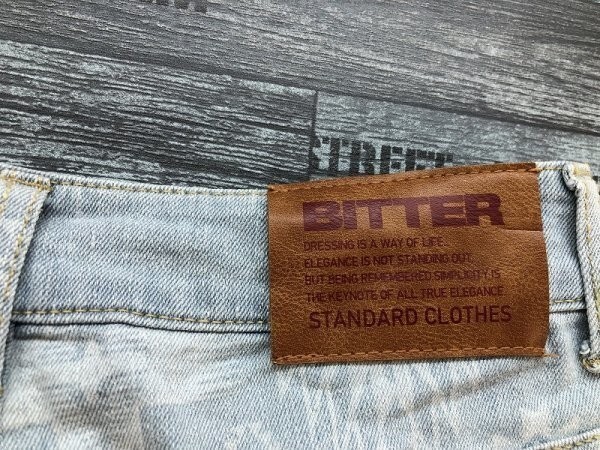 STREET
BITTER
DRESSING IS A WAY OF LIFE.
ELEGANCE IS NOT STANDING OUT,
BUT BEING REMEMBERED SIMPLICITY IS
THE KEYNOTE OF ALL TRUE ELEGANCE
STANDARD CLOTHES